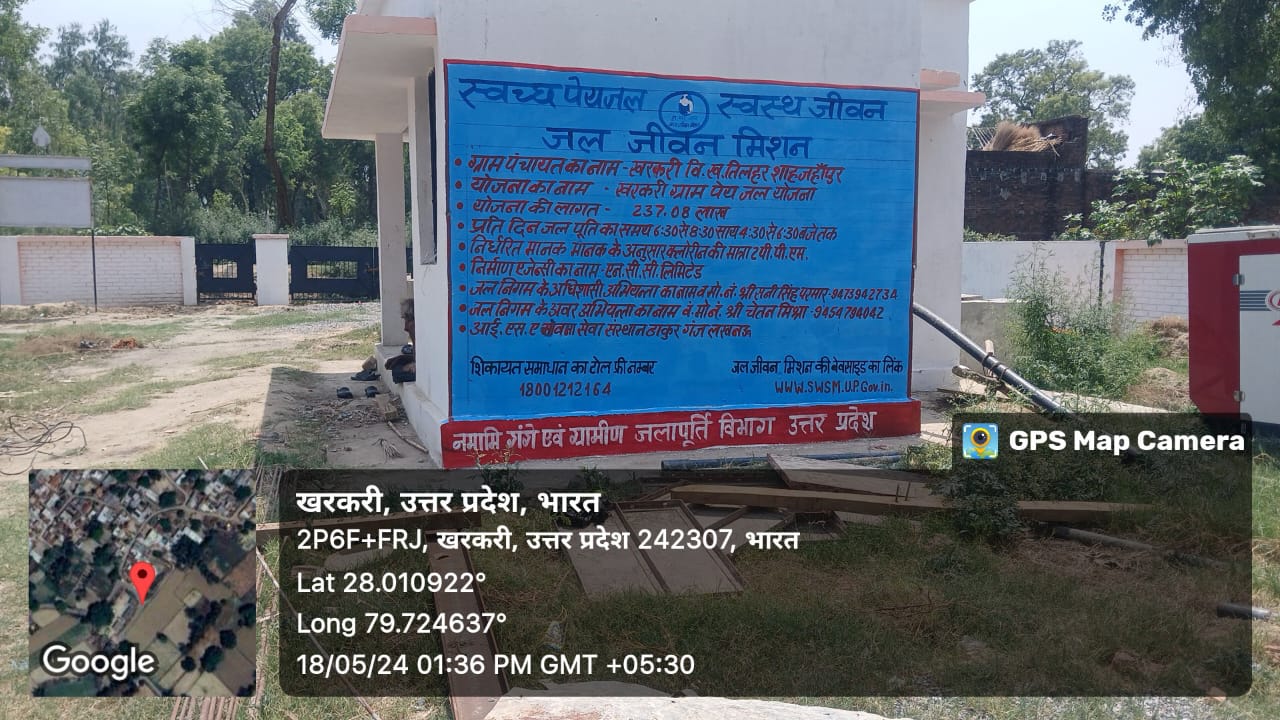 स्वच्छ पेयजल स्वस्थ जीवन
जल जीवन मिशन
• ग्राम पंचायत का नाम - खरकरी वि.ख. तिलहर शाहजहाँपुर
• योजना का नाम - खरकरी ग्राम पेय जल योजना
• योजना की लागत - 237.08 लाख
• प्रति दिन जल पूर्ति का समय 6:30 से 8:30 सायं 4:30 से 6:30 बजे तक
• निर्धारित मानक मानक के अनुसार क्लोरिन की मात्रा 2 पी.पी.एम.
• निर्माण एजेन्सी का नाम - एन.सी.सी लिमिटेड
• जल निगम के अधिशासी अभियन्ता का नाम व मो.नं. श्री सनी सिंह परमार - 9473942734
• जल निगम के अवर अभियन्ता का नाम व मो.नं. श्री चेतन मिश्रा - 9454794042
• आई.एस.ए सेवा संस्थान ठाकुर गंज लखनऊ
शिकायत समाधान का टोल फ्री नम्बर
18001212164
जल जीवन मिशन की बेवसाइड का लिंक
WWW.SWSM.U.P.Gov.in.
नमामि गंगे एवं ग्रामीण जलापूर्ति विभाग उत्तर प्रदेश
GPS Map Camera
खरकरी, उत्तर प्रदेश, भारत
2P6F+FRJ, खरकरी, उत्तर प्रदेश 242307, भारत
Lat 28.010922°
Long 79.724637°
18/05/24 01:36 PM GMT +05:30
Google